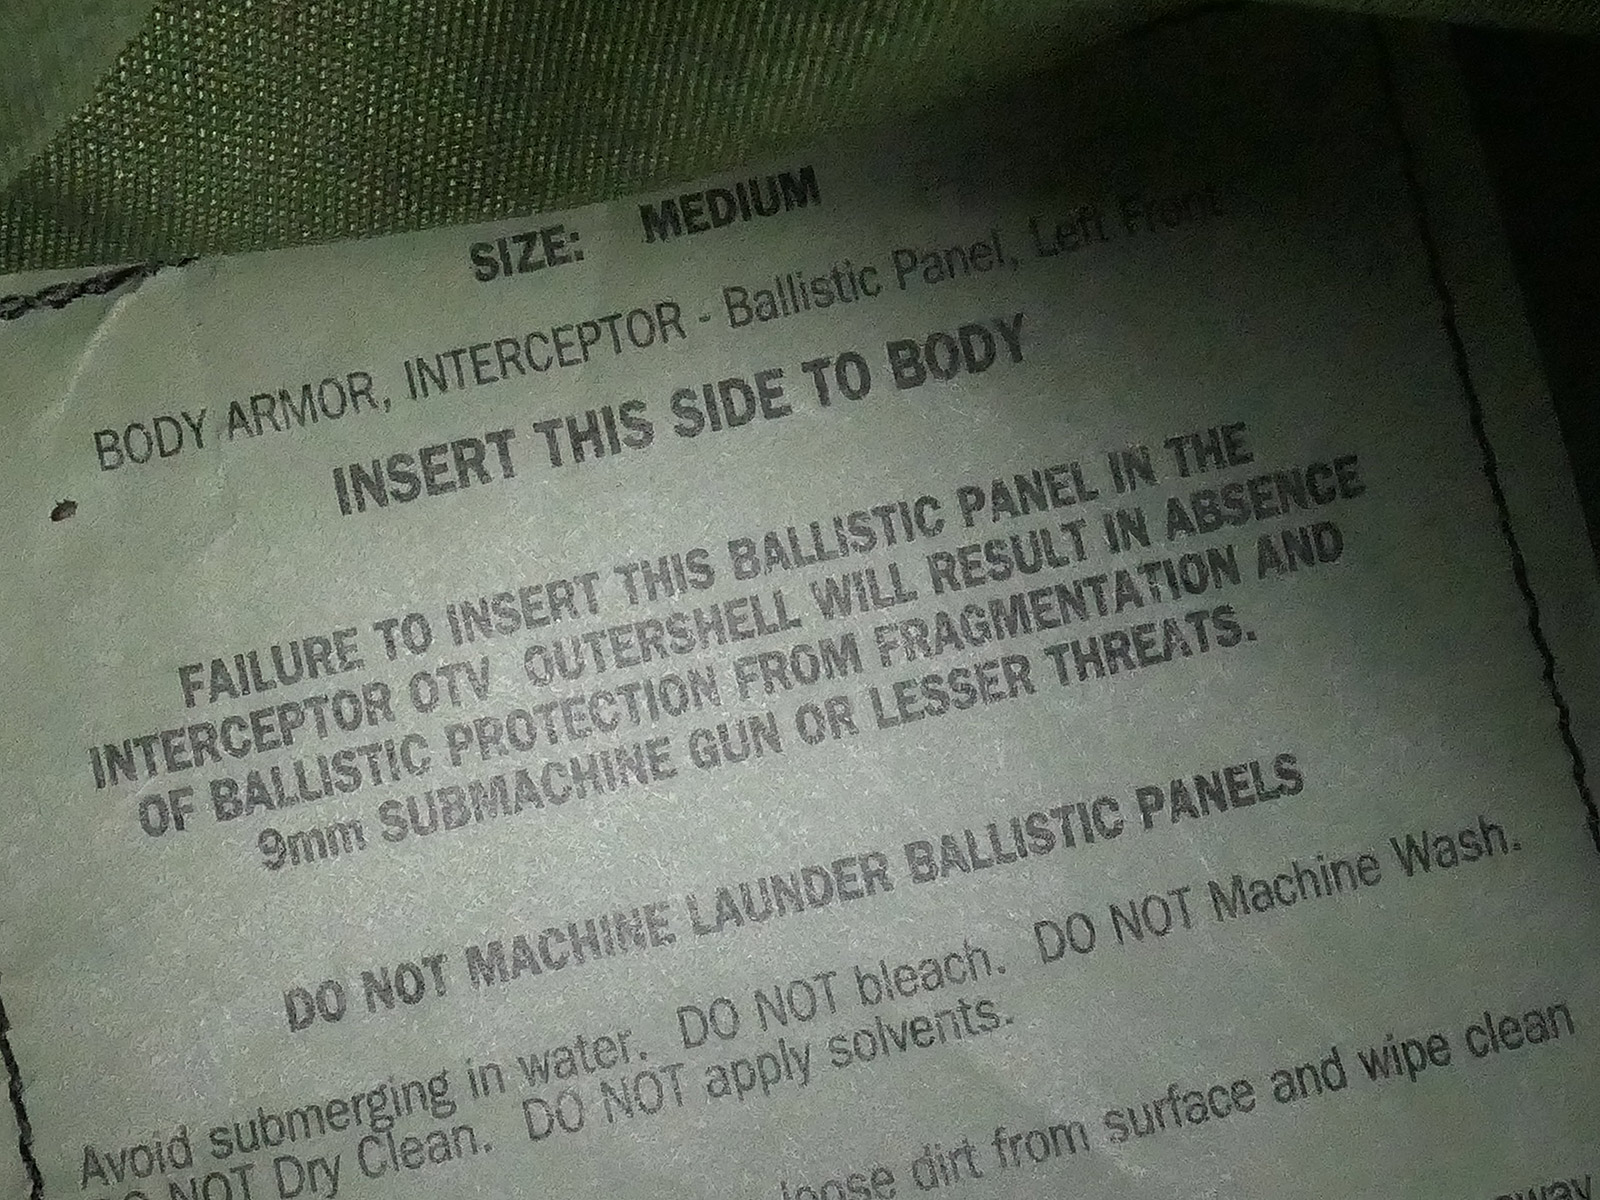 SIZE: MEDIUM
BODY ARMOR, INTERCEPTOR - Ballistic Panel, Left Front
INSERT THIS SIDE TO BODY
FAILURE TO INSERT THIS BALLISTIC PANEL IN THE
INTERCEPTOR OTV OUTERSHELL WILL RESULT IN ABSENCE
OF BALLISTIC PROTECTION FROM FRAGMENTATION AND
9mm SUBMACHINE GUN OR LESSER THREATS.
DO NOT MACHINE LAUNDER BALLISTIC PANELS
Avoid submerging in water. DO NOT bleach. DO NOT Machine Wash.
NOT Dry Clean. DO NOT apply solvents.
dirt from surface and wipe clean